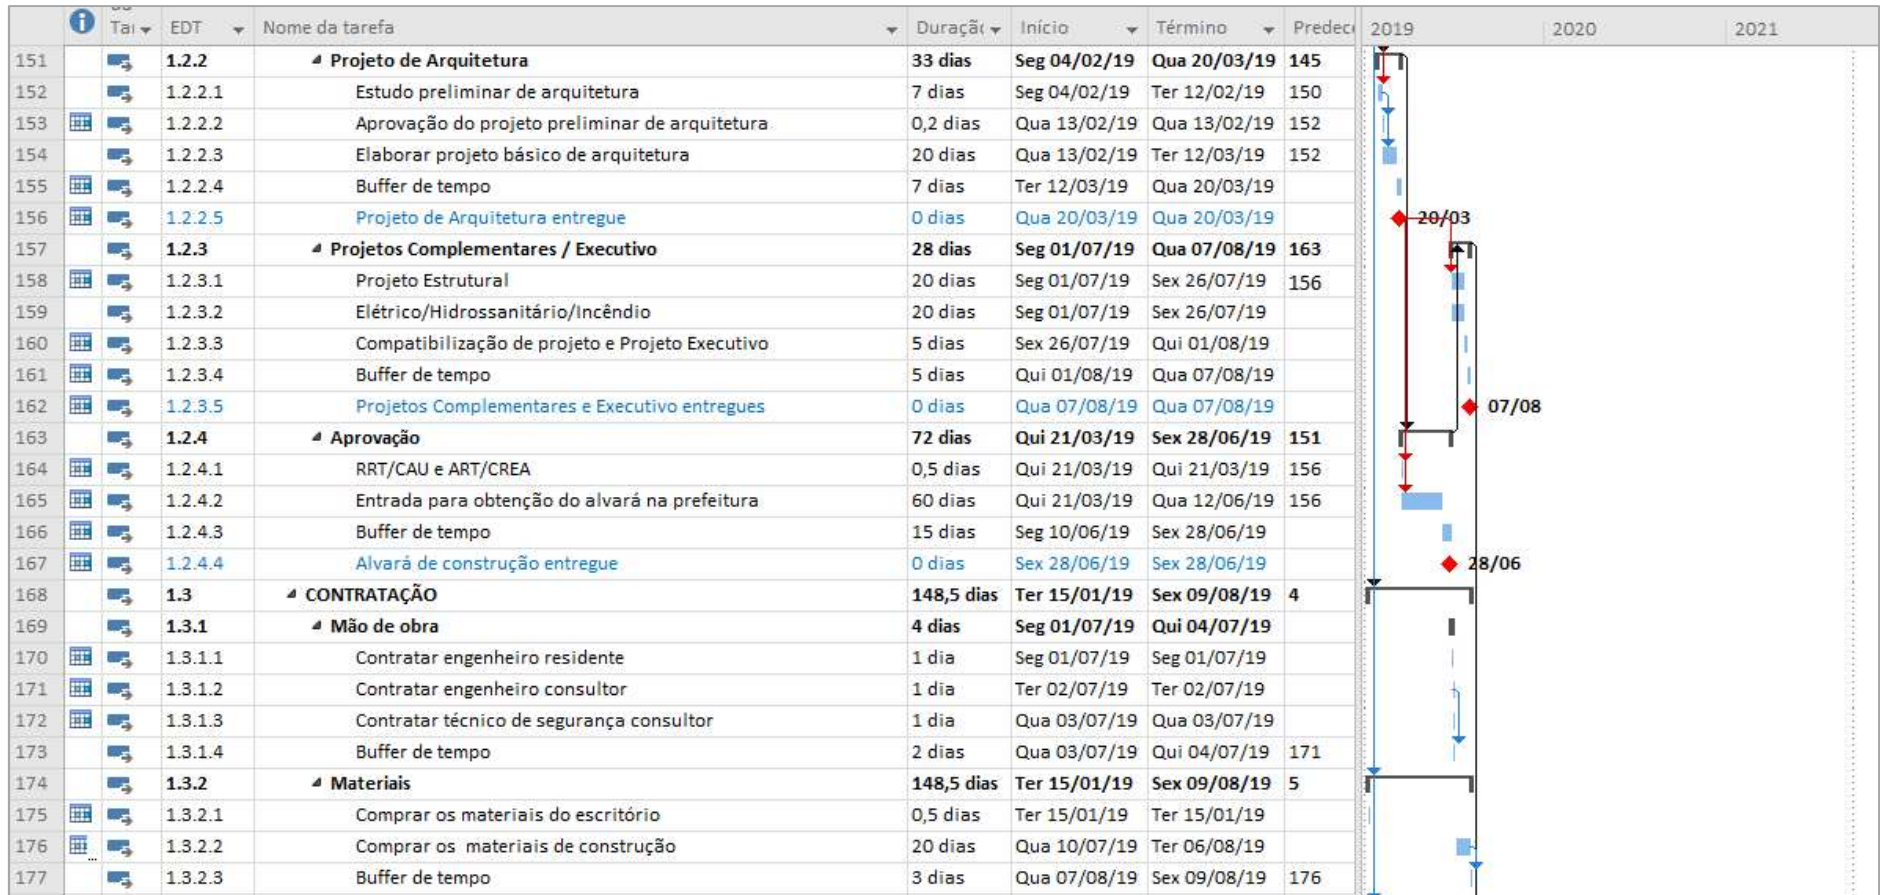 Tar EDT Nome da tarefa Duração Início Término Predece 2019 2020 2021
151 1.2.2 Projeto de Arquitetura 33 dias Seg 04/02/19 Qua 20/03/19 145
152 1.2.2.1 Estudo preliminar de arquitetura 7 dias Seg 04/02/19 Ter 12/02/19 150
153 1.2.2.2 Aprovação do projeto preliminar de arquitetura 0,2 dias Qua 13/02/19 Qua 13/02/19 152
154 1.2.2.3 Elaborar projeto básico de arquitetura 20 dias Qua 13/02/19 Ter 12/03/19 152
155 1.2.2.4 Buffer de tempo 7 dias Ter 12/03/19 Qua 20/03/19
156 1.2.2.5 Projeto de Arquitetura entregue 0 dias Qua 20/03/19 Qua 20/03/19 20/03
157 1.2.3 Projetos Complementares / Executivo 28 dias Seg 01/07/19 Qua 07/08/19 163
158 1.2.3.1 Projeto Estrutural 20 dias Seg 01/07/19 Sex 26/07/19 156
159 1.2.3.2 Elétrico/Hidrossanitário/Incêndio 20 dias Seg 01/07/19 Sex 26/07/19
160 1.2.3.3 Compatibilização de projeto e Projeto Executivo 5 dias Sex 26/07/19 Qui 01/08/19
161 1.2.3.4 Buffer de tempo 5 dias Qui 01/08/19 Qua 07/08/19
162 1.2.3.5 Projetos Complementares e Executivo entregues 0 dias Qua 07/08/19 Qua 07/08/19 07/08
163 1.2.4 Aprovação 72 dias Qui 21/03/19 Sex 28/06/19 151
164 1.2.4.1 RRT/CAU e ART/CREA 0,5 dias Qui 21/03/19 Qui 21/03/19 156
165 1.2.4.2 Entrada para obtenção do alvará na prefeitura 60 dias Qui 21/03/19 Qua 12/06/19 156
166 1.2.4.3 Buffer de tempo 15 dias Seg 10/06/19 Sex 28/06/19
167 1.2.4.4 Alvará de construção entregue 0 dias Sex 28/06/19 Sex 28/06/19 28/06
168 1.3 CONTRATAÇÃO 148,5 dias Ter 15/01/19 Sex 09/08/19 4
169 1.3.1 Mão de obra 4 dias Seg 01/07/19 Qui 04/07/19
170 1.3.1.1 Contratar engenheiro residente 1 dia Seg 01/07/19 Seg 01/07/19
171 1.3.1.2 Contratar engenheiro consultor 1 dia Ter 02/07/19 Ter 02/07/19
172 1.3.1.3 Contratar técnico de segurança consultor 1 dia Qua 03/07/19 Qua 03/07/19
173 1.3.1.4 Buffer de tempo 2 dias Qua 03/07/19 Qui 04/07/19 171
174 1.3.2 Materiais 148,5 dias Ter 15/01/19 Sex 09/08/19 5
175 1.3.2.1 Comprar os materiais do escritório 0,5 dias Ter 15/01/19 Ter 15/01/19
176 1.3.2.2 Comprar os materiais de construção 20 dias Qua 10/07/19 Ter 06/08/19
177 1.3.2.3 Buffer de tempo 3 dias Qua 07/08/19 Sex 09/08/19 176